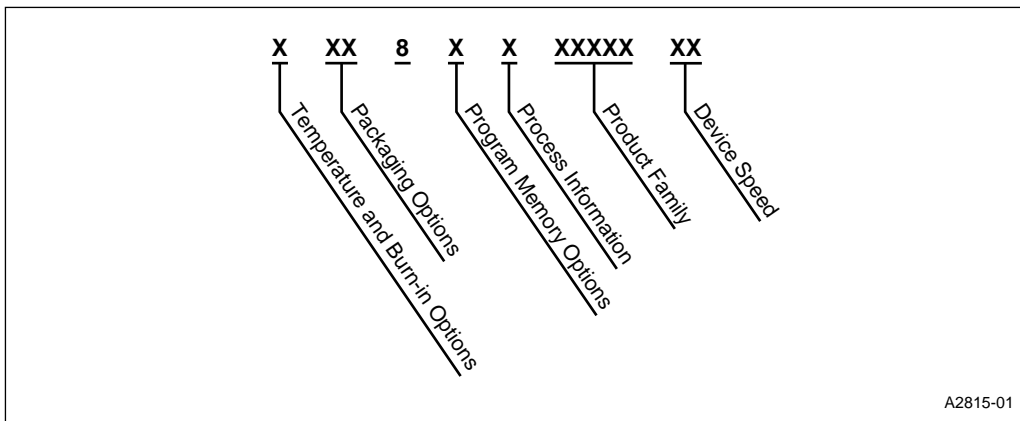 X XX 8 X X XXXXX XX
Temperature and Burn-in Options
Packaging Options
Program Memory Options
Process Information
Product Family
Device Speed
A2815-01